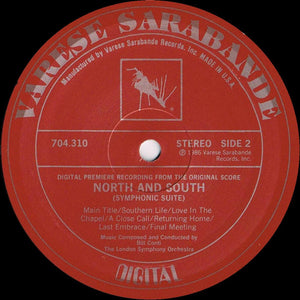 VARESE SARABANDE
Manufactured by Varese Sarabande Records, Inc. MADE IN U.S.A.
704.310
STEREO SIDE 2
℗ 1986 Varese Sarabande
Records, Inc.
DIGITAL PREMIERE RECORDING FROM THE ORIGINAL SCORE
NORTH AND SOUTH
(SYMPHONIC SUITE)
Main Title/Southern Life/Love In The
Chapel/A Close Call/Returning Home/
Last Embrace/Final Meeting
Music Composed and Conducted by
Bill Conti
The London Symphony Orchestra
DIGITAL